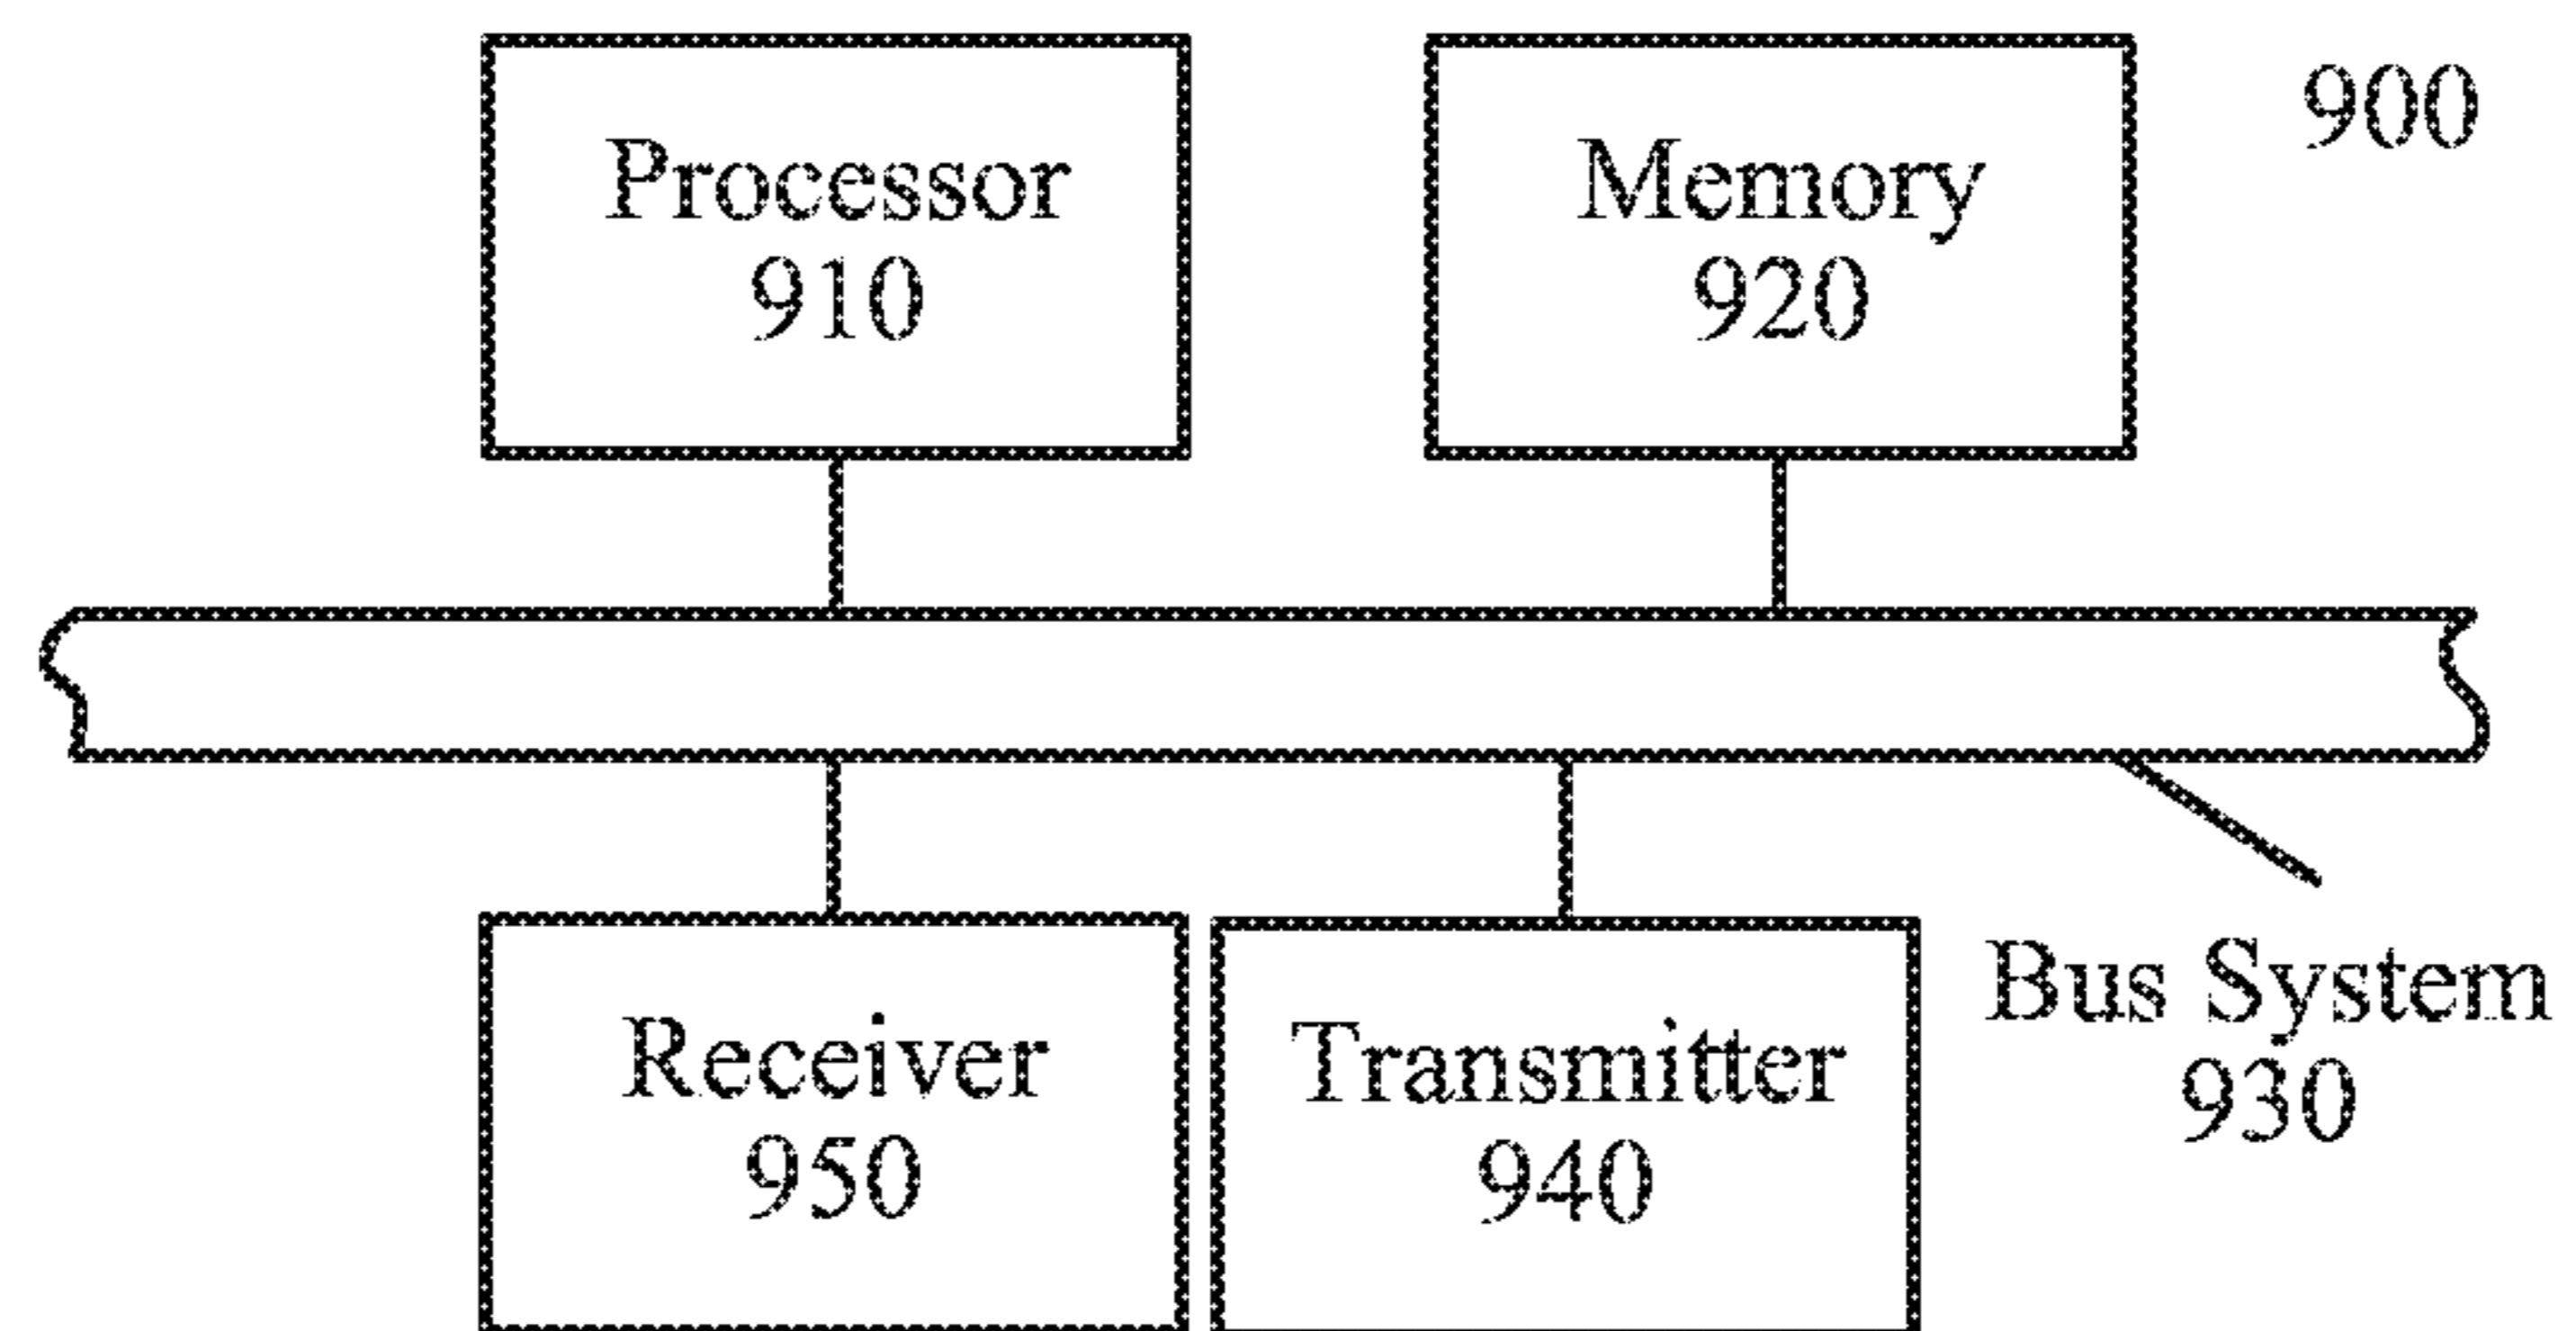 Processor
910
Memory
920
900
Receiver
950
Transmitter
940
Bus System
930